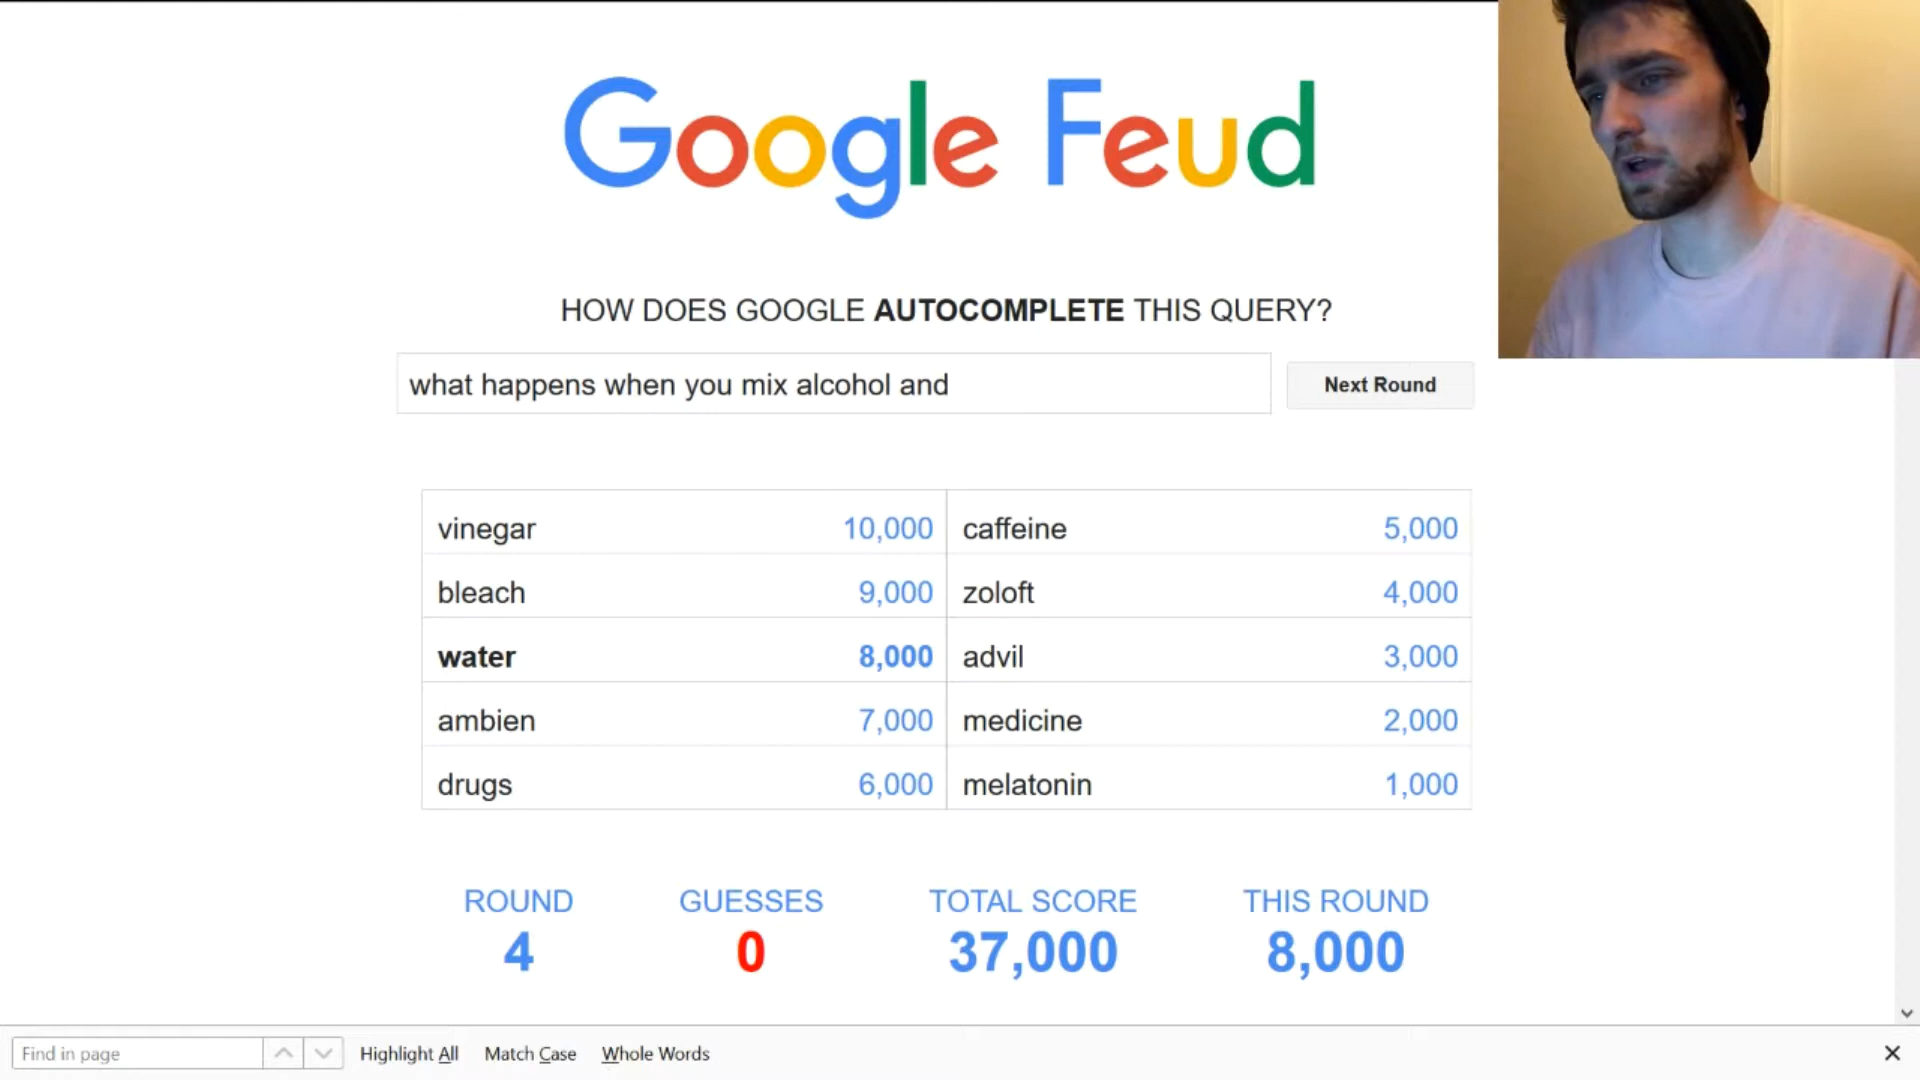 Google Feud
HOW DOES GOOGLE AUTOCOMPLETE THIS QUERY?
what happens when you mix alcohol and
Next Round
vinegar 10,000 caffeine 5,000
bleach 9,000 zoloft 4,000
water 8,000 advil 3,000
ambien 7,000 medicine 2,000
drugs 6,000 melatonin 1,000
ROUND GUESSES TOTAL SCORE THIS ROUND
4 0 37,000 8,000
Find in page Highlight All Match Case Whole Words